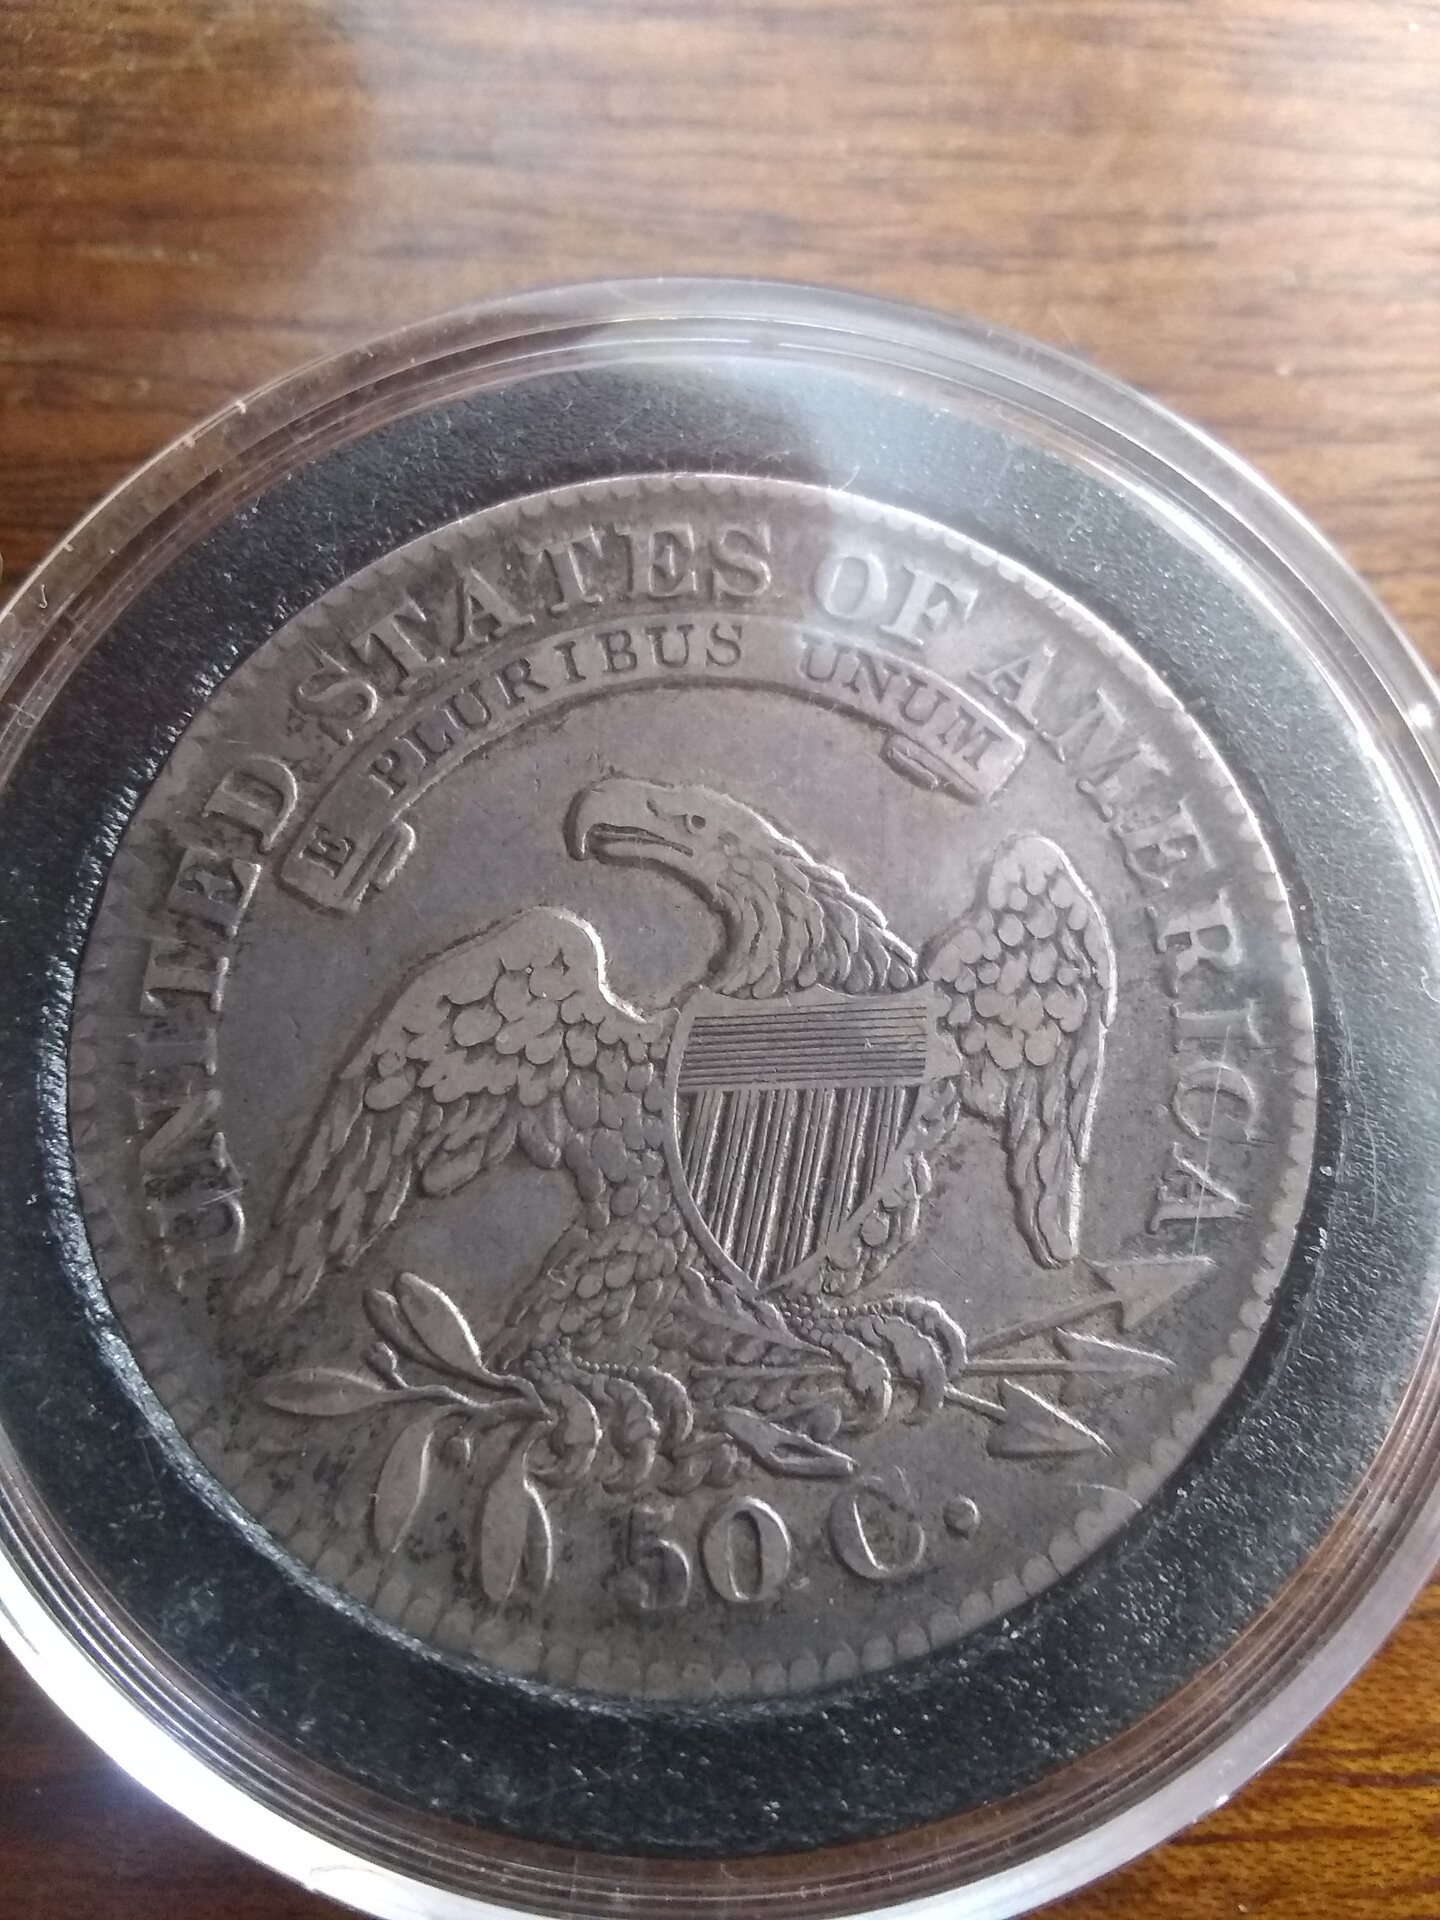 UNITED STATES OF AMERICA
E PLURIBUS UNUM
50 C.